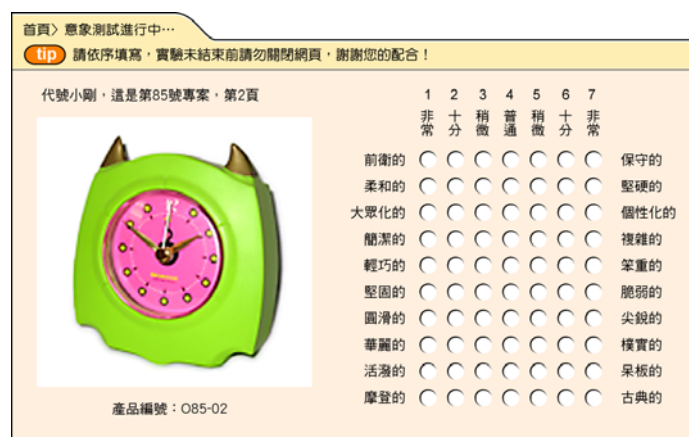 首頁〉意象測試進行中…
tip 請依序填寫，實驗未結束前請勿關閉網頁，謝謝您的配合！
代號小剛，這是第85號專案，第2頁
1 2 3 4 5 6 7
非常 十分 稍微 普通 稍微 十分 非常
前衛的 保守的
柔和的 堅硬的
大眾化的 個性化的
簡潔的 複雜的
輕巧的 笨重的
堅固的 脆弱的
圓滑的 尖銳的
華麗的 樸實的
活潑的 呆板的
摩登的 古典的
產品編號：O85-02